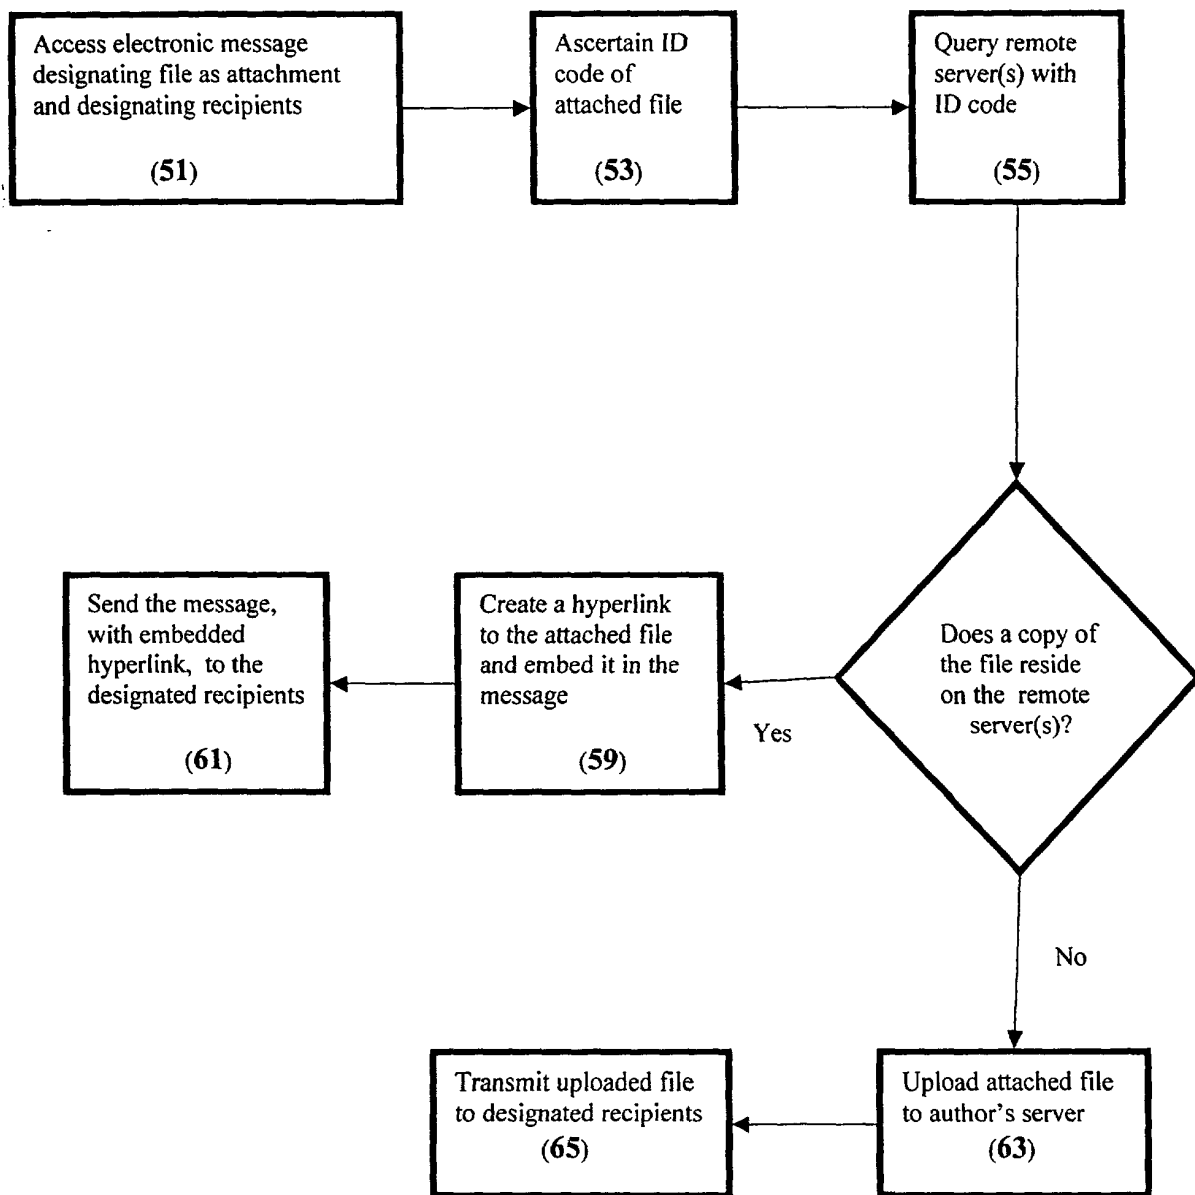 Access electronic message
designating file as attachment
and designating recipients
(51)
Ascertain ID
code of
attached file
(53)
Query remote
server(s) with
ID code
(55)
Does a copy of
the file reside
on the remote
server(s)?
Yes
Create a hyperlink
to the attached file
and embed it in the
message
(59)
Send the message,
with embedded
hyperlink, to the
designated recipients
(61)
No
Upload attached file
to author's server
(63)
Transmit uploaded file
to designated recipients
(65)